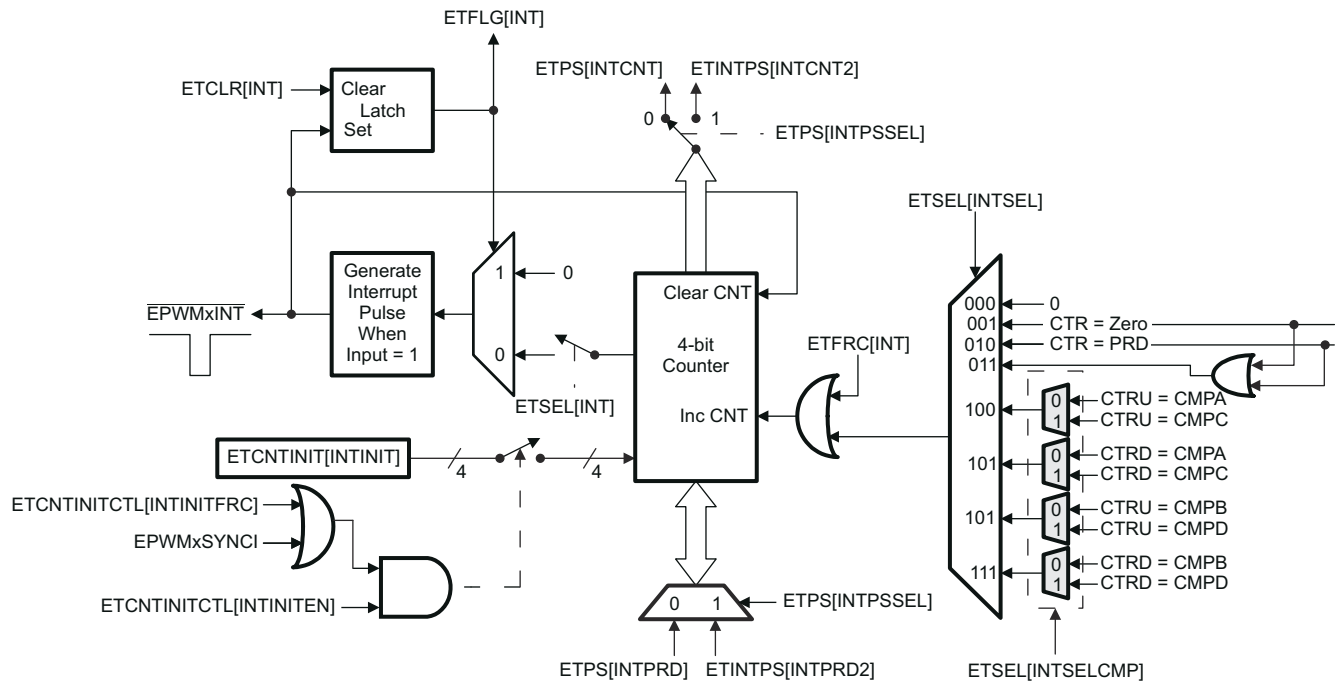 ETFLG[INT]
ETPS[INTCNT]
ETINTPS[INTCNT2]
ETCLR[INT]
Clear
Latch
Set
0
1
ETPS[INTPSSEL]
ETSEL[INTSEL]
Generate
Interrupt
Pulse
When
Input = 1
EPWMxINT
1
0
0
Clear CNT
4-bit
Counter
Inc CNT
ETSEL[INT]
ETFRC[INT]
000
0
001
CTR = Zero
010
CTR = PRD
011
100
0
CTRU = CMPA
1
CTRU = CMPC
101
0
CTRD = CMPA
1
CTRD = CMPC
101
0
CTRU = CMPB
1
CTRU = CMPD
111
0
CTRD = CMPB
1
CTRD = CMPD
ETSEL[INTSELCMP]
ETCNTINIT[INTINIT]
4
4
ETCNTINITCTL[INTINITFRC]
EPWMxSYNCI
ETCNTINITCTL[INTINITEN]
0
1
ETPS[INTPSSEL]
ETPS[INTPRD]
ETINTPS[INTPRD2]